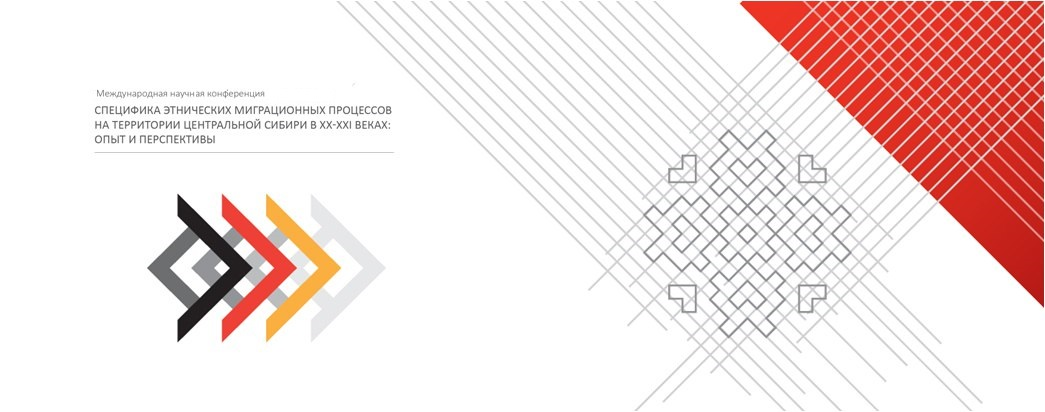 Международная научная конференция
СПЕЦИФИКА ЭТНИЧЕСКИХ МИГРАЦИОННЫХ ПРОЦЕССОВ
НА ТЕРРИТОРИИ ЦЕНТРАЛЬНОЙ СИБИРИ В XX-XXI ВЕКАХ:
ОПЫТ И ПЕРСПЕКТИВЫ